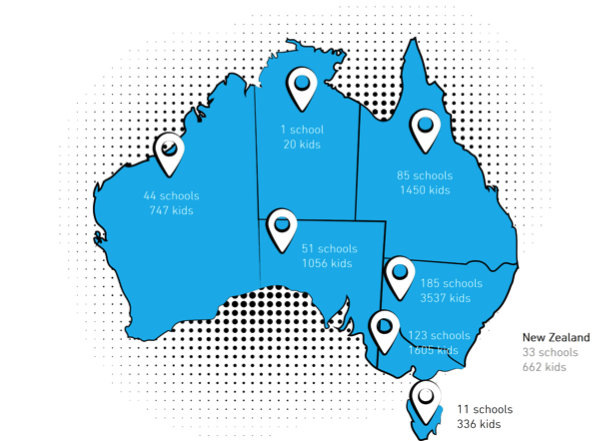 1 school
20 kids
85 schools
1450 kids
44 schools
747 kids
51 schools
1056 kids
185 schools
3537 kids
123 schools
1605 kids
New Zealand
33 schools
662 kids
11 schools
336 kids